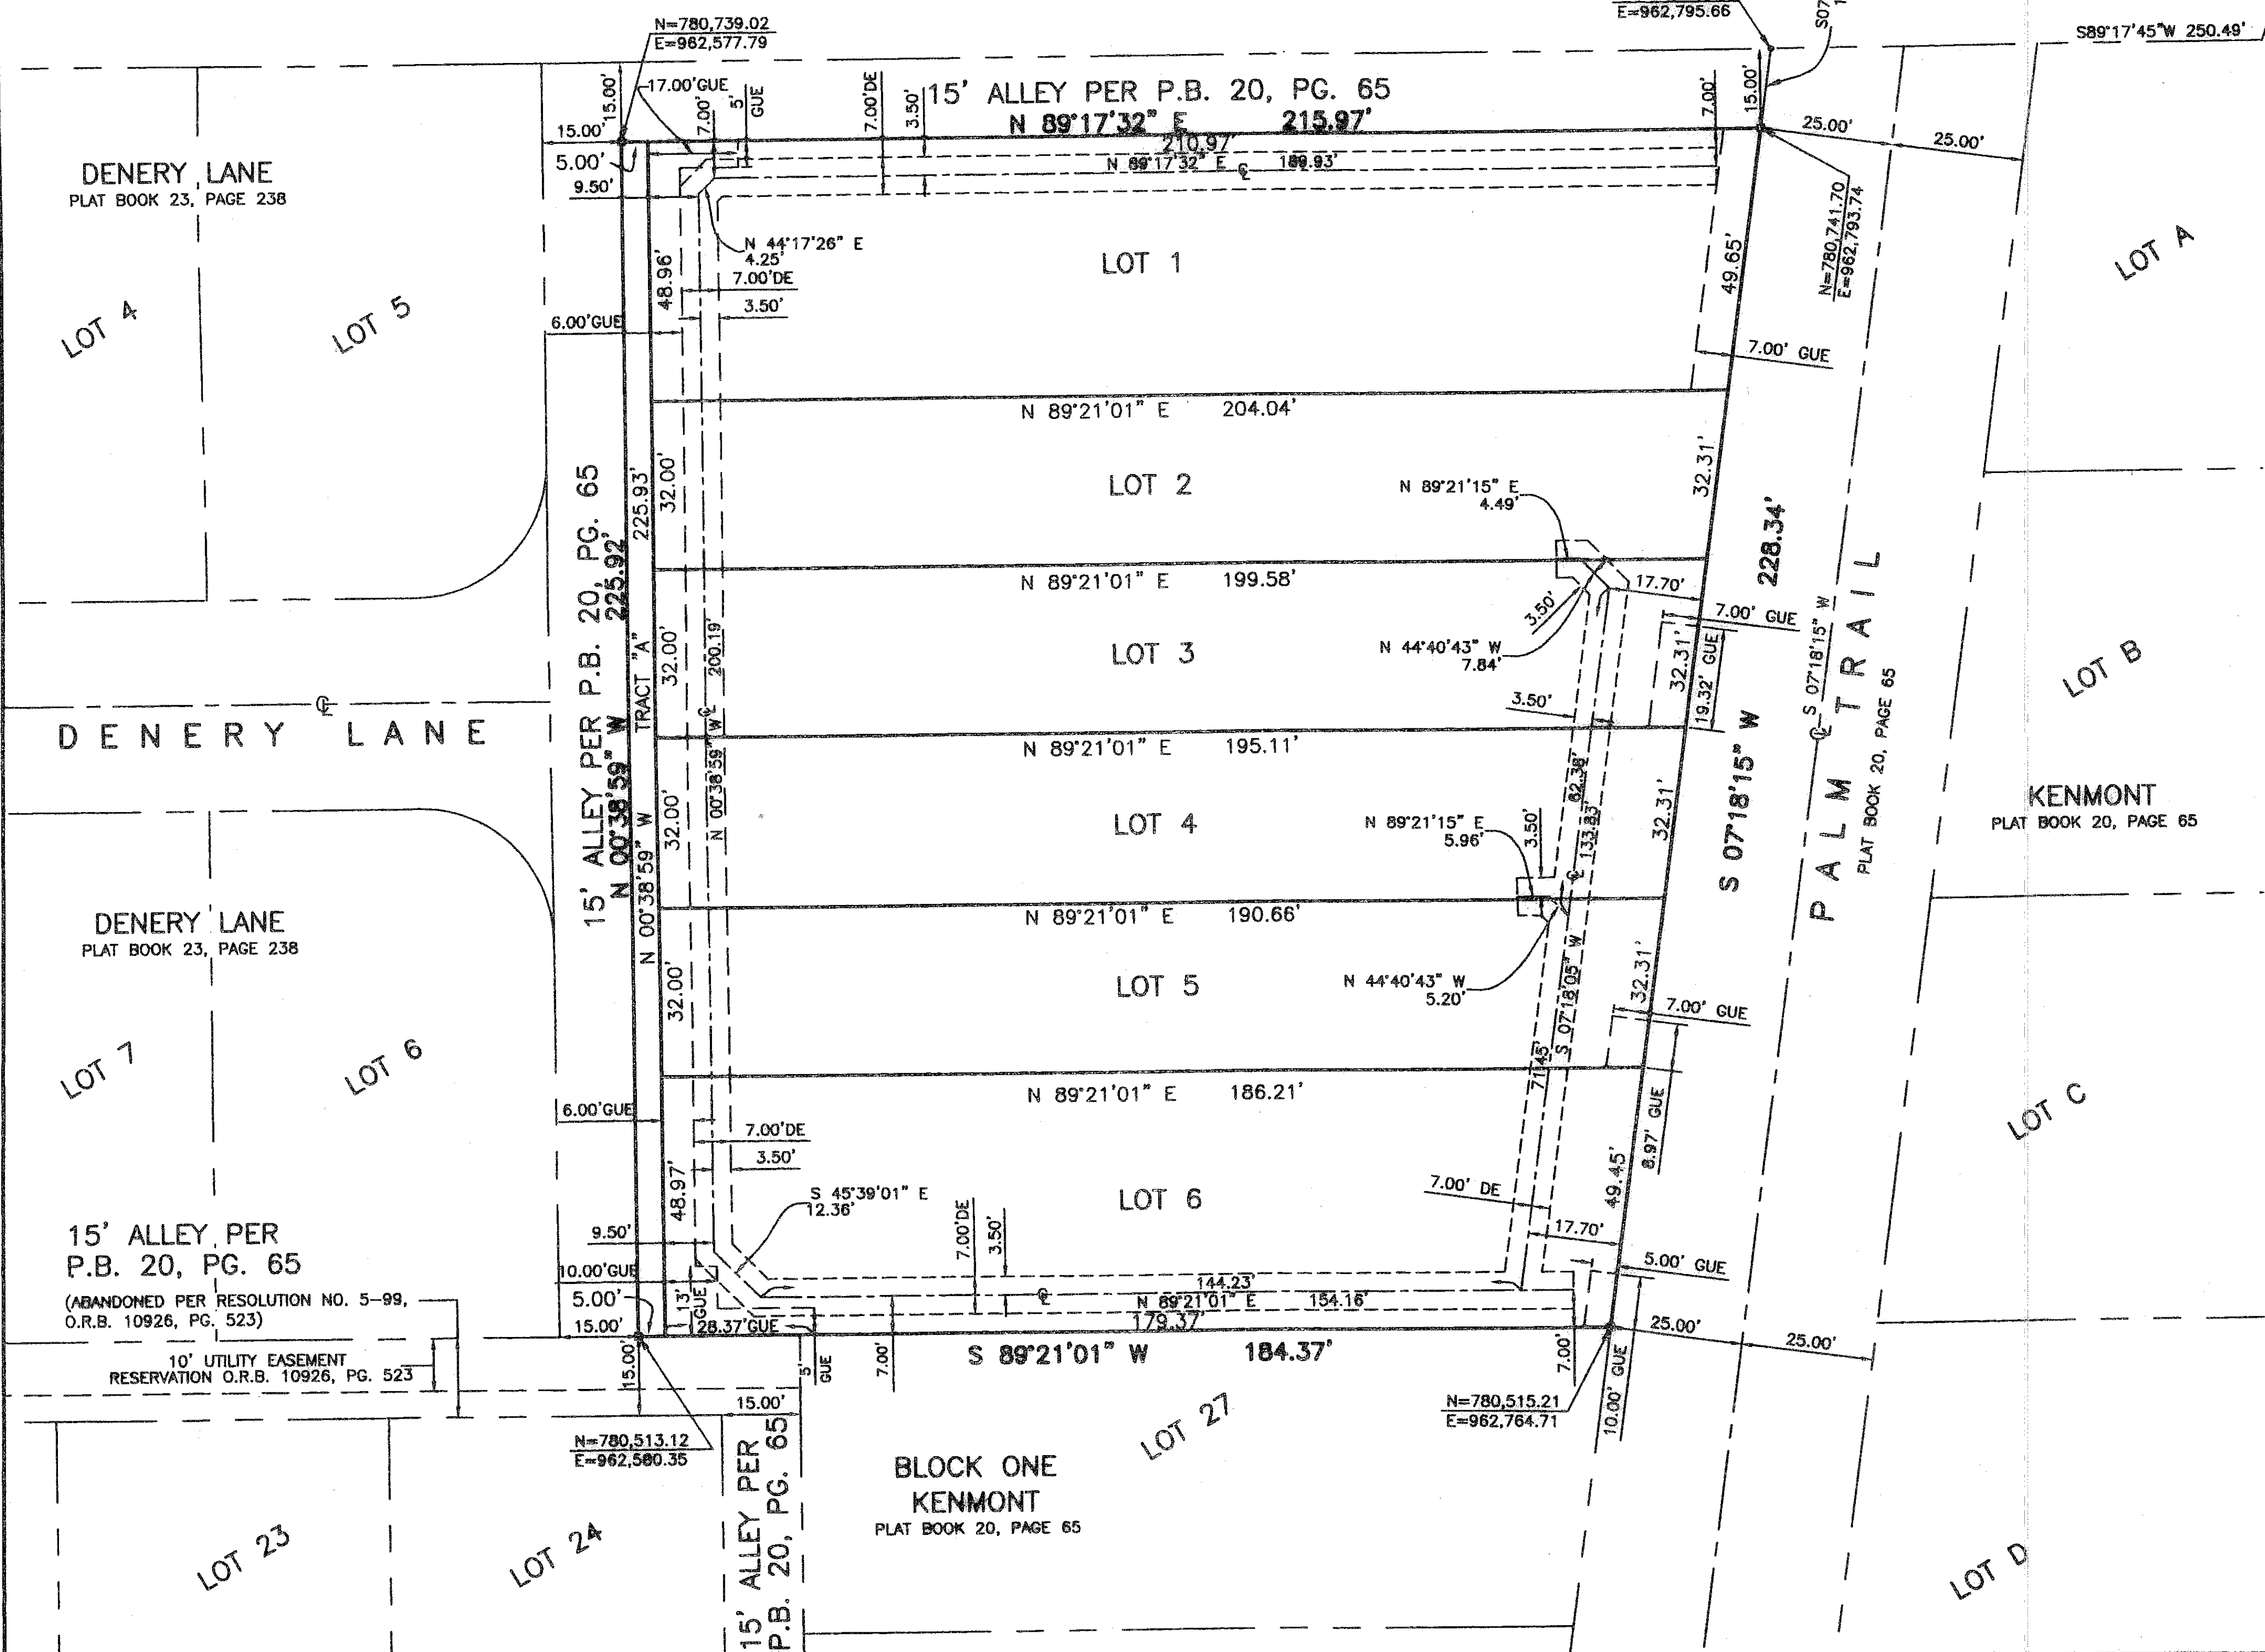 N=780,739.02
E=962,577.79
E=962,795.66
S89°17'45"W 250.49'
15.00'
17.00'GUE
7.00'
5'
GUE
7.00'DE
3.50'
15' ALLEY PER P.B. 20, PG. 65
N 89°17'32" E 215.97'
210.97'
N 89°17'32" E 189.93'
7.00'
15.00'
25.00'
25.00'
15.00'
5.00'
9.50'
DENERY LANE
PLAT BOOK 23, PAGE 238
N 44°17'26" E
4.25'
7.00'DE
3.50'
48.96'
6.00'GUE
LOT 4
LOT 5
LOT 1
49.65'
N=780,741.70
E=962,793.74
7.00' GUE
LOT A
N 89°21'01" E 204.04'
LOT 2
32.00'
32.31'
N 89°21'15" E
4.49'
N 89°21'01" E 199.58'
17.70'
3.50'
7.00' GUE
N 44°40'43" W
7.84'
LOT 3
32.00'
32.31'
19.32' GUE
3.50'
15' ALLEY PER P.B. 20, PG. 65
N 00°38'59" W 225.92'
N 00°38'59" W TRACT "A" 225.93'
N 00°38'59" W 200.19'
228.34'
S 07°18'15" W
S 07°18'15" W
PALM TRAIL
PLAT BOOK 20, PAGE 65
LOT B
DENERY LANE
N 89°21'01" E 195.11'
LOT 4
32.00'
32.31'
62.38'
133.83'
N 89°21'15" E
5.96'
3.50'
KENMONT
PLAT BOOK 20, PAGE 65
N 89°21'01" E 190.66'
DENERY LANE
PLAT BOOK 23, PAGE 238
LOT 5
32.00'
32.31'
N 44°40'43" W
5.20'
S 07°18'05" W
71.45'
7.00' GUE
LOT 7
LOT 6
N 89°21'01" E 186.21'
6.00'GUE
7.00'DE
3.50'
48.97'
S 45°39'01" E
12.36'
LOT 6
7.00' DE
49.45'
8.97' GUE
LOT C
15' ALLEY PER
P.B. 20, PG. 65
(ABANDONED PER RESOLUTION NO. 5-99,
O.R.B. 10926, PG. 523)
9.50'
10.00'GUE
5.00'
15.00'
13'
GUE
28.37'GUE
7.00'DE
3.50'
17.70'
5.00' GUE
144.23'
N 89°21'01" E 154.16'
179.37'
S 89°21'01" W 184.37'
25.00'
25.00'
10' UTILITY EASEMENT
RESERVATION O.R.B. 10926, PG. 523
15.00'
5'
GUE
7.00'
7.00'
10.00' GUE
15.00'
N=780,513.12
E=962,580.35
N=780,515.21
E=962,764.71
LOT 27
BLOCK ONE
KENMONT
PLAT BOOK 20, PAGE 65
15' ALLEY PER
P.B. 20, PG. 65
LOT 23
LOT 24
LOT D